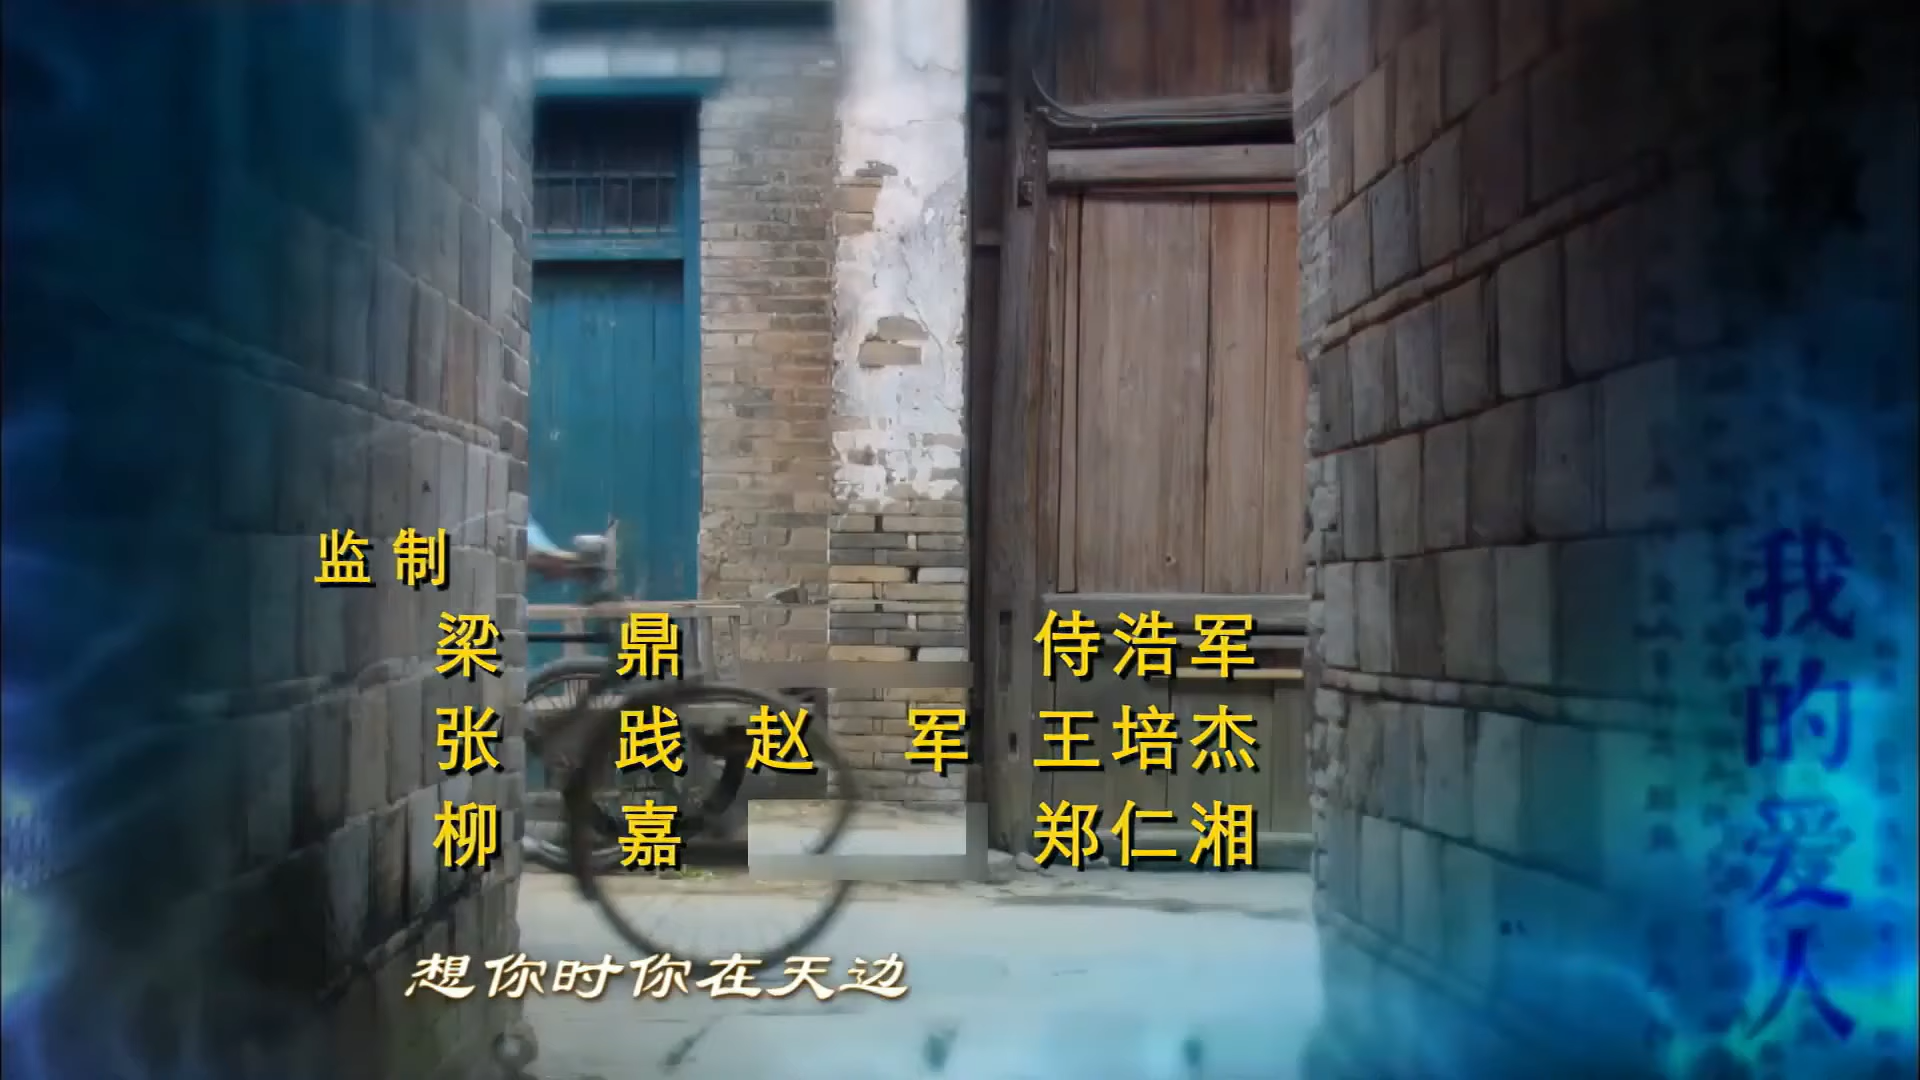 监制
梁鼎 侍浩军
张践 赵军 王培杰
柳嘉 郑仁湘
想你时你在天边
我的爱人